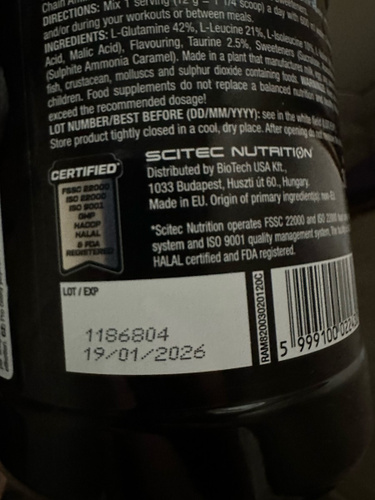 DIRECTIONS: Mix 1 serving (12 g = 1 1/4 scoop) a day with 600
and/or during your workouts or between meals.
INGREDIENTS: L-Glutamine 42%, L-Leucine 21%, L-Isoleucine 10%,
Acid, Malic Acid), Flavouring, Taurine 2.5%, Sweeteners
(Sulphite Ammonia Caramel). Made in a plant that manufactures milk,
fish, crustacean, molluscs and sulphur dioxide containing foods.
children. Food supplements do not replace a balanced nutrition and
exceed the recommended dosage!
LOT NUMBER/BEST BEFORE (DD/MM/YYYY): see in the white field
Store product tightly closed in a cool, dry place. After opening do
SCITEC NUTRITION
Distributed by BioTech USA Kft.,
1033 Budapest, Huszti út 60., Hungary.
Made in EU. Origin of primary ingredient(s) non-EU
CERTIFIED*
FSSC 22000
ISO 22000
ISO 9001
GMP
HACCP
HALAL
& FDA
REGISTERED
*Scitec Nutrition operates FSSC 22000 and ISO 22000
system and ISO 9001 quality management system.
HALAL certified and FDA registered.
LOT / EXP
1186804
19/01/2026
RAM82003020120C
5 999100